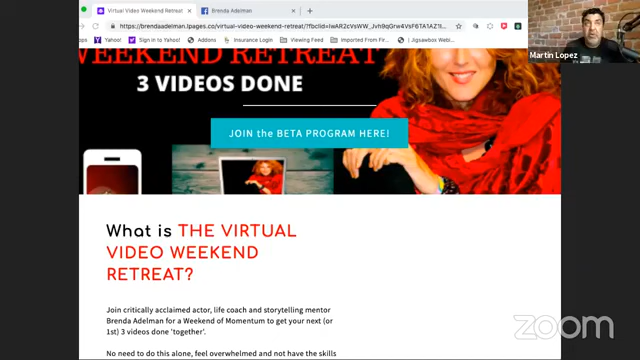 Virtual Video Weekend Retreat
Brenda Adelman
https://brendaadelman.lpages.co/virtual-video-weekend-retreat/?fbclid=IwAR2cVsWW_Jvh9qGrw4VsF6TA1AZ1!
Yahoo!
Sign in to Yahoo!
Addons
Insurance Login
Imported From Fir...
Viewing Feed
Jigsawbox Webi...
Martin Lopez
WEEKEND RETREAT
3 VIDEOS DONE
JOIN the BETA PROGRAM HERE!
What is THE VIRTUAL
VIDEO WEEKEND
RETREAT?
Join critically acclaimed actor, life coach and storytelling mentor
Brenda Adelman for a Weekend of Momentum to get your next (or
1st) 3 videos done 'together'.
No need to do this alone, feel overwhelmed and not have the skills
zoom